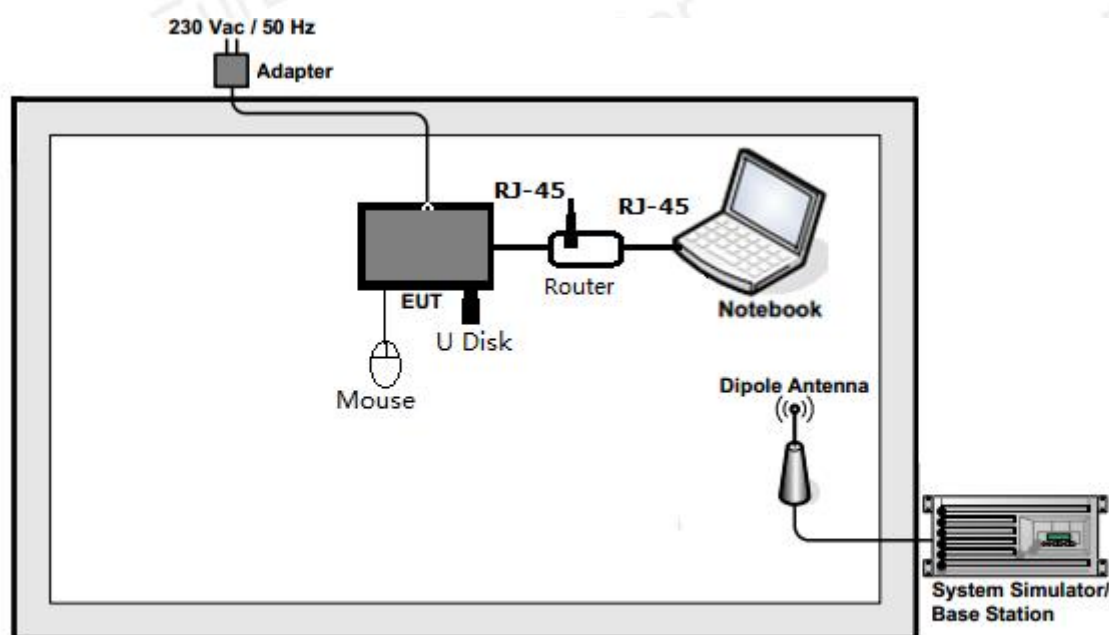 230 Vac / 50 Hz
Adapter
RJ-45
RJ-45
Router
EUT
Notebook
U Disk
Mouse
Dipole Antenna
System Simulator/
Base Station